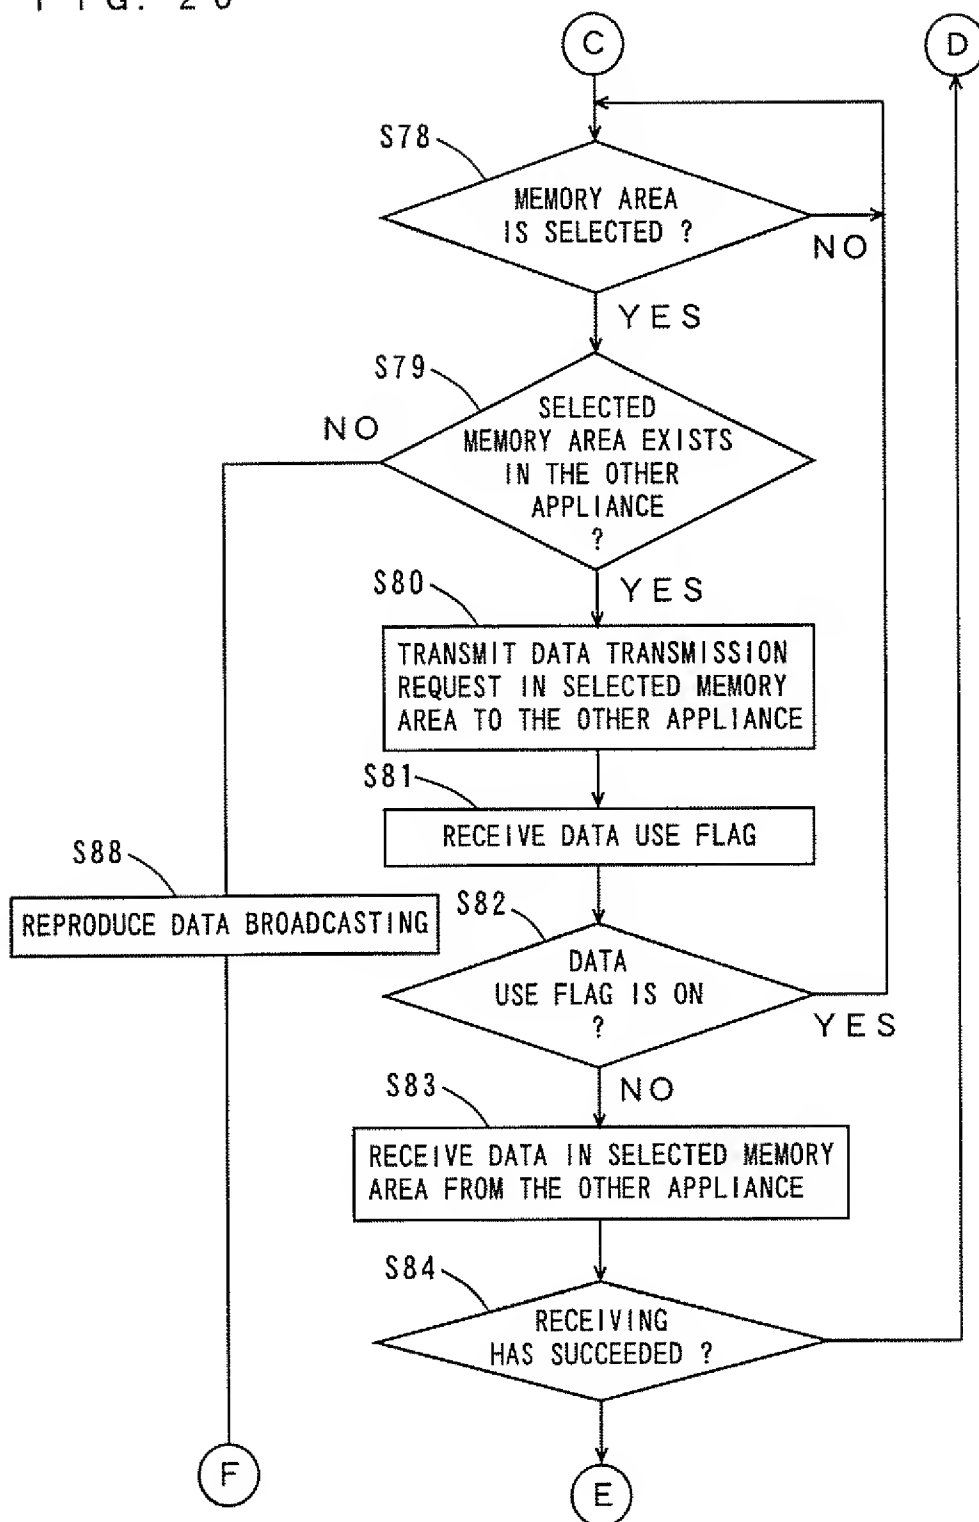 FIG. 20
C
D
S78
MEMORY AREA
IS SELECTED ?
NO
YES
S79
SELECTED
MEMORY AREA EXISTS
IN THE OTHER
APPLIANCE
?
NO
YES
S80
TRANSMIT DATA TRANSMISSION
REQUEST IN SELECTED MEMORY
AREA TO THE OTHER APPLIANCE
S81
RECEIVE DATA USE FLAG
S88
REPRODUCE DATA BROADCASTING
S82
DATA
USE FLAG IS ON
?
YES
NO
S83
RECEIVE DATA IN SELECTED MEMORY
AREA FROM THE OTHER APPLIANCE
S84
RECEIVING
HAS SUCCEEDED ?
F
E